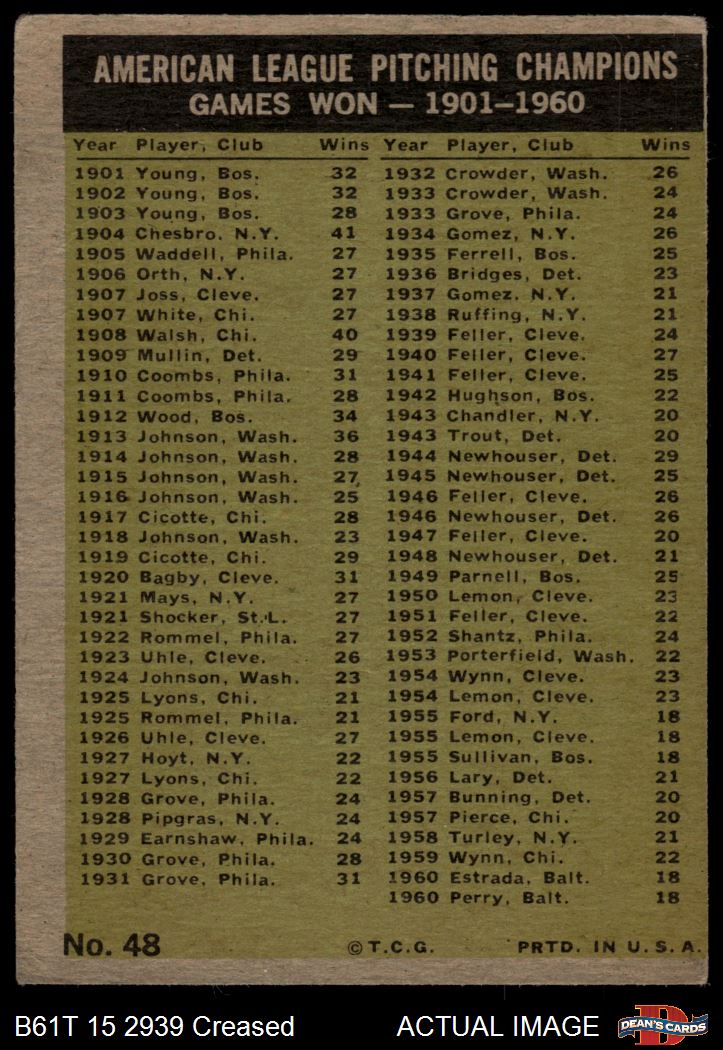 AMERICAN LEAGUE PITCHING CHAMPIONS
GAMES WON — 1901–1960
Year Player, Club Wins
1901 Young, Bos. 32
1902 Young, Bos. 32
1903 Young, Bos. 28
1904 Chesbro, N.Y. 41
1905 Waddell, Phila. 27
1906 Orth, N.Y. 27
1907 Joss, Cleve. 27
1907 White, Chi. 27
1908 Walsh, Chi. 40
1909 Mullin, Det. 29
1910 Coombs, Phila. 31
1911 Coombs, Phila. 28
1912 Wood, Bos. 34
1913 Johnson, Wash. 36
1914 Johnson, Wash. 28
1915 Johnson, Wash. 27
1916 Johnson, Wash. 25
1917 Cicotte, Chi. 28
1918 Johnson, Wash. 23
1919 Cicotte, Chi. 29
1920 Bagby, Cleve. 31
1921 Mays, N.Y. 27
1921 Shocker, St.L. 27
1922 Rommel, Phila. 27
1923 Uhle, Cleve. 26
1924 Johnson, Wash. 23
1925 Lyons, Chi. 21
1925 Rommel, Phila. 21
1926 Uhle, Cleve. 27
1927 Hoyt, N.Y. 22
1927 Lyons, Chi. 22
1928 Grove, Phila. 24
1928 Pipgras, N.Y. 24
1929 Earnshaw, Phila. 24
1930 Grove, Phila. 28
1931 Grove, Phila. 31
Year Player, Club Wins
1932 Crowder, Wash. 26
1933 Crowder, Wash. 24
1933 Grove, Phila. 24
1934 Gomez, N.Y. 26
1935 Ferrell, Bos. 25
1936 Bridges, Det. 23
1937 Gomez, N.Y. 21
1938 Ruffing, N.Y. 21
1939 Feller, Cleve. 24
1940 Feller, Cleve. 27
1941 Feller, Cleve. 25
1942 Hughson, Bos. 22
1943 Chandler, N.Y. 20
1943 Trout, Det. 20
1944 Newhouser, Det. 29
1945 Newhouser, Det. 25
1946 Feller, Cleve. 26
1946 Newhouser, Det. 26
1947 Feller, Cleve. 20
1948 Newhouser, Det. 21
1949 Parnell, Bos. 25
1950 Lemon, Cleve. 23
1951 Feller, Cleve. 22
1952 Shantz, Phila. 24
1953 Porterfield, Wash. 22
1954 Wynn, Cleve. 23
1954 Lemon, Cleve. 23
1955 Ford, N.Y. 18
1955 Lemon, Cleve. 18
1955 Sullivan, Bos. 18
1956 Lary, Det. 21
1957 Bunning, Det. 20
1957 Pierce, Chi. 20
1958 Turley, N.Y. 21
1959 Wynn, Chi. 22
1960 Estrada, Balt. 18
1960 Perry, Balt. 18
No. 48 © T.C.G. PRTD. IN U.S.A.
B61T 15 2939 Creased ACTUAL IMAGE
D
DEAN'S CARDS